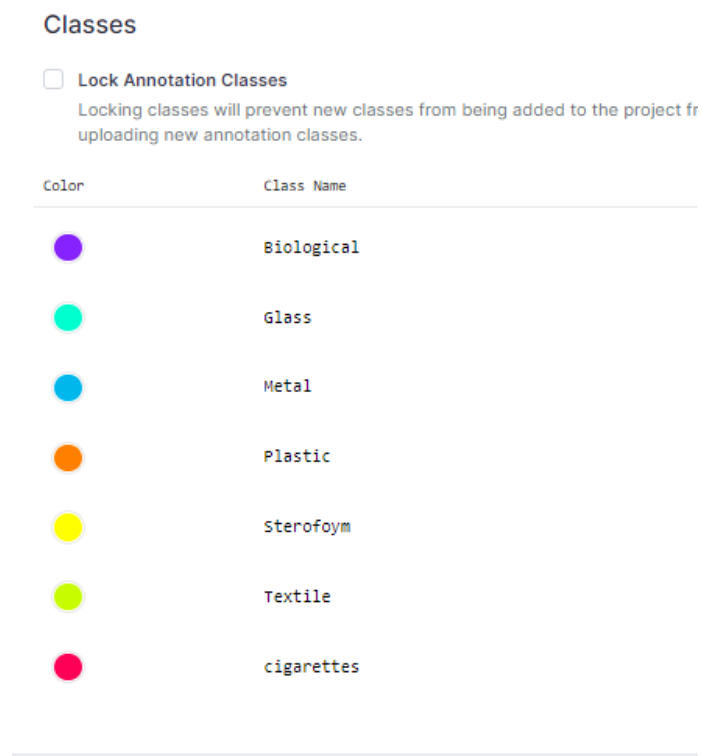 Classes
Lock Annotation Classes
Locking classes will prevent new classes from being added to the project fr
uploading new annotation classes.
Color Class Name
Biological
Glass
Metal
Plastic
Sterofoym
Textile
cigarettes